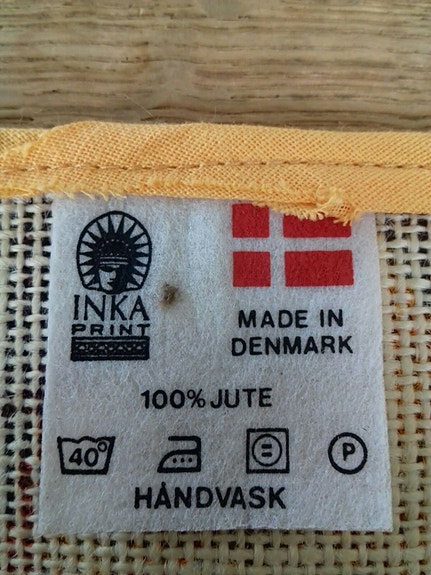 INKA
PRINT
MADE IN
DENMARK
100% JUTE
40° P
HÅNDVASK